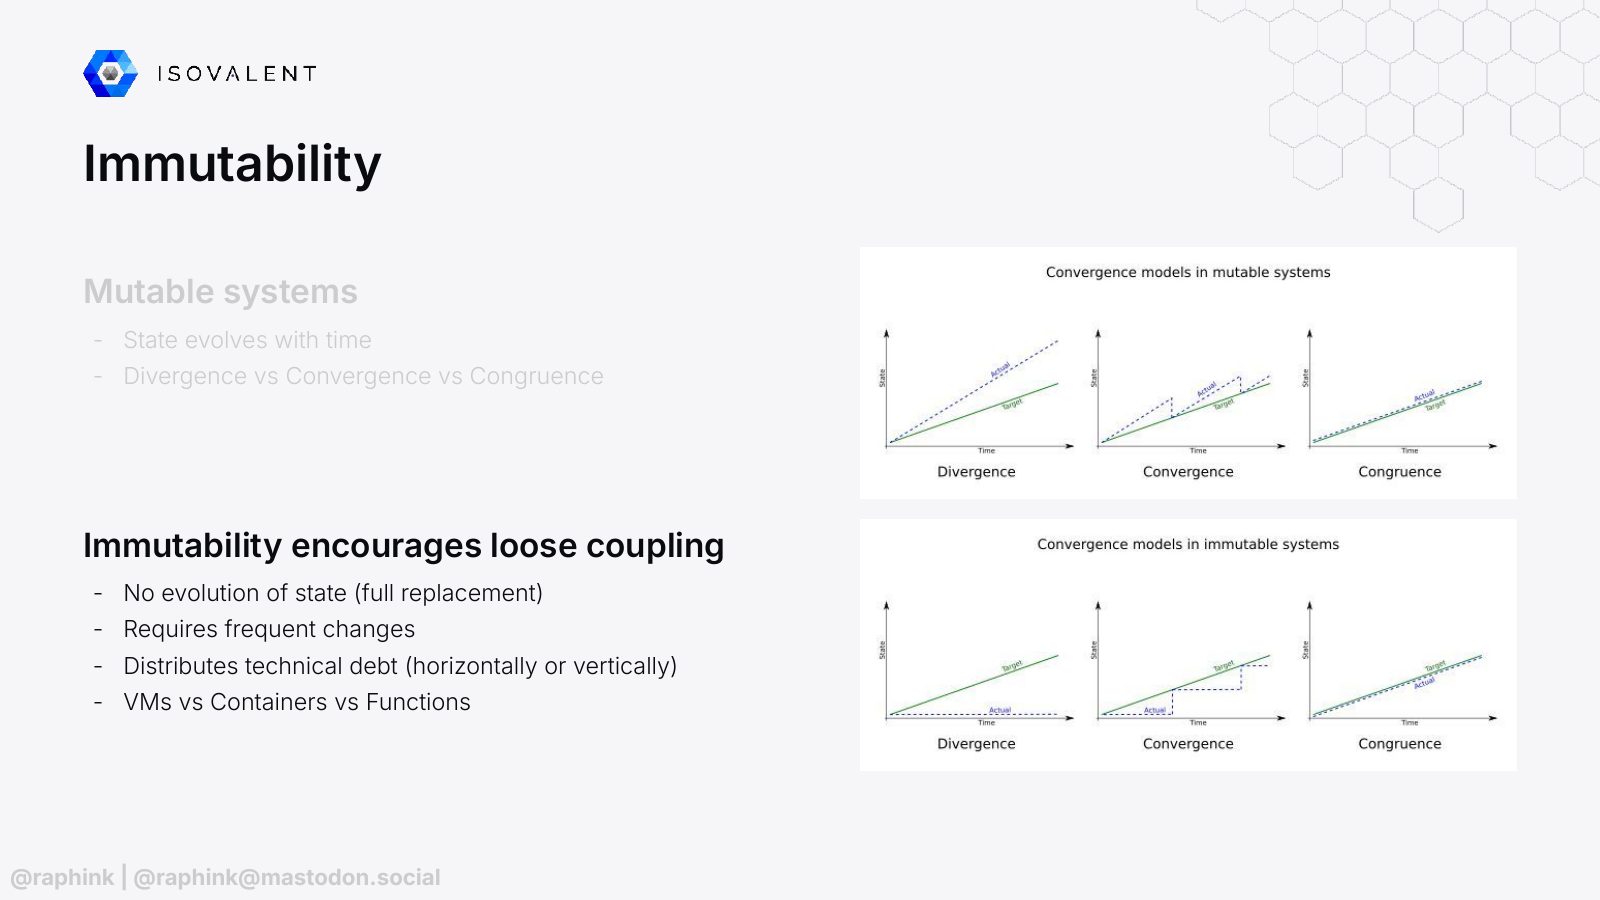 ISOVALENT
Immutability
Mutable systems
- State evolves with time
- Divergence vs Convergence vs Congruence
Convergence models in mutable systems
State
Actual
Target
Time
Divergence
State
Actual
Target
Time
Convergence
State
Actual
Target
Time
Congruence
Immutability encourages loose coupling
- No evolution of state (full replacement)
- Requires frequent changes
- Distributes technical debt (horizontally or vertically)
- VMs vs Containers vs Functions
Convergence models in immutable systems
State
Target
Actual
Time
Divergence
State
Target
Actual
Time
Convergence
State
Target
Actual
Time
Congruence
@raphink | @raphink@mastodon.social